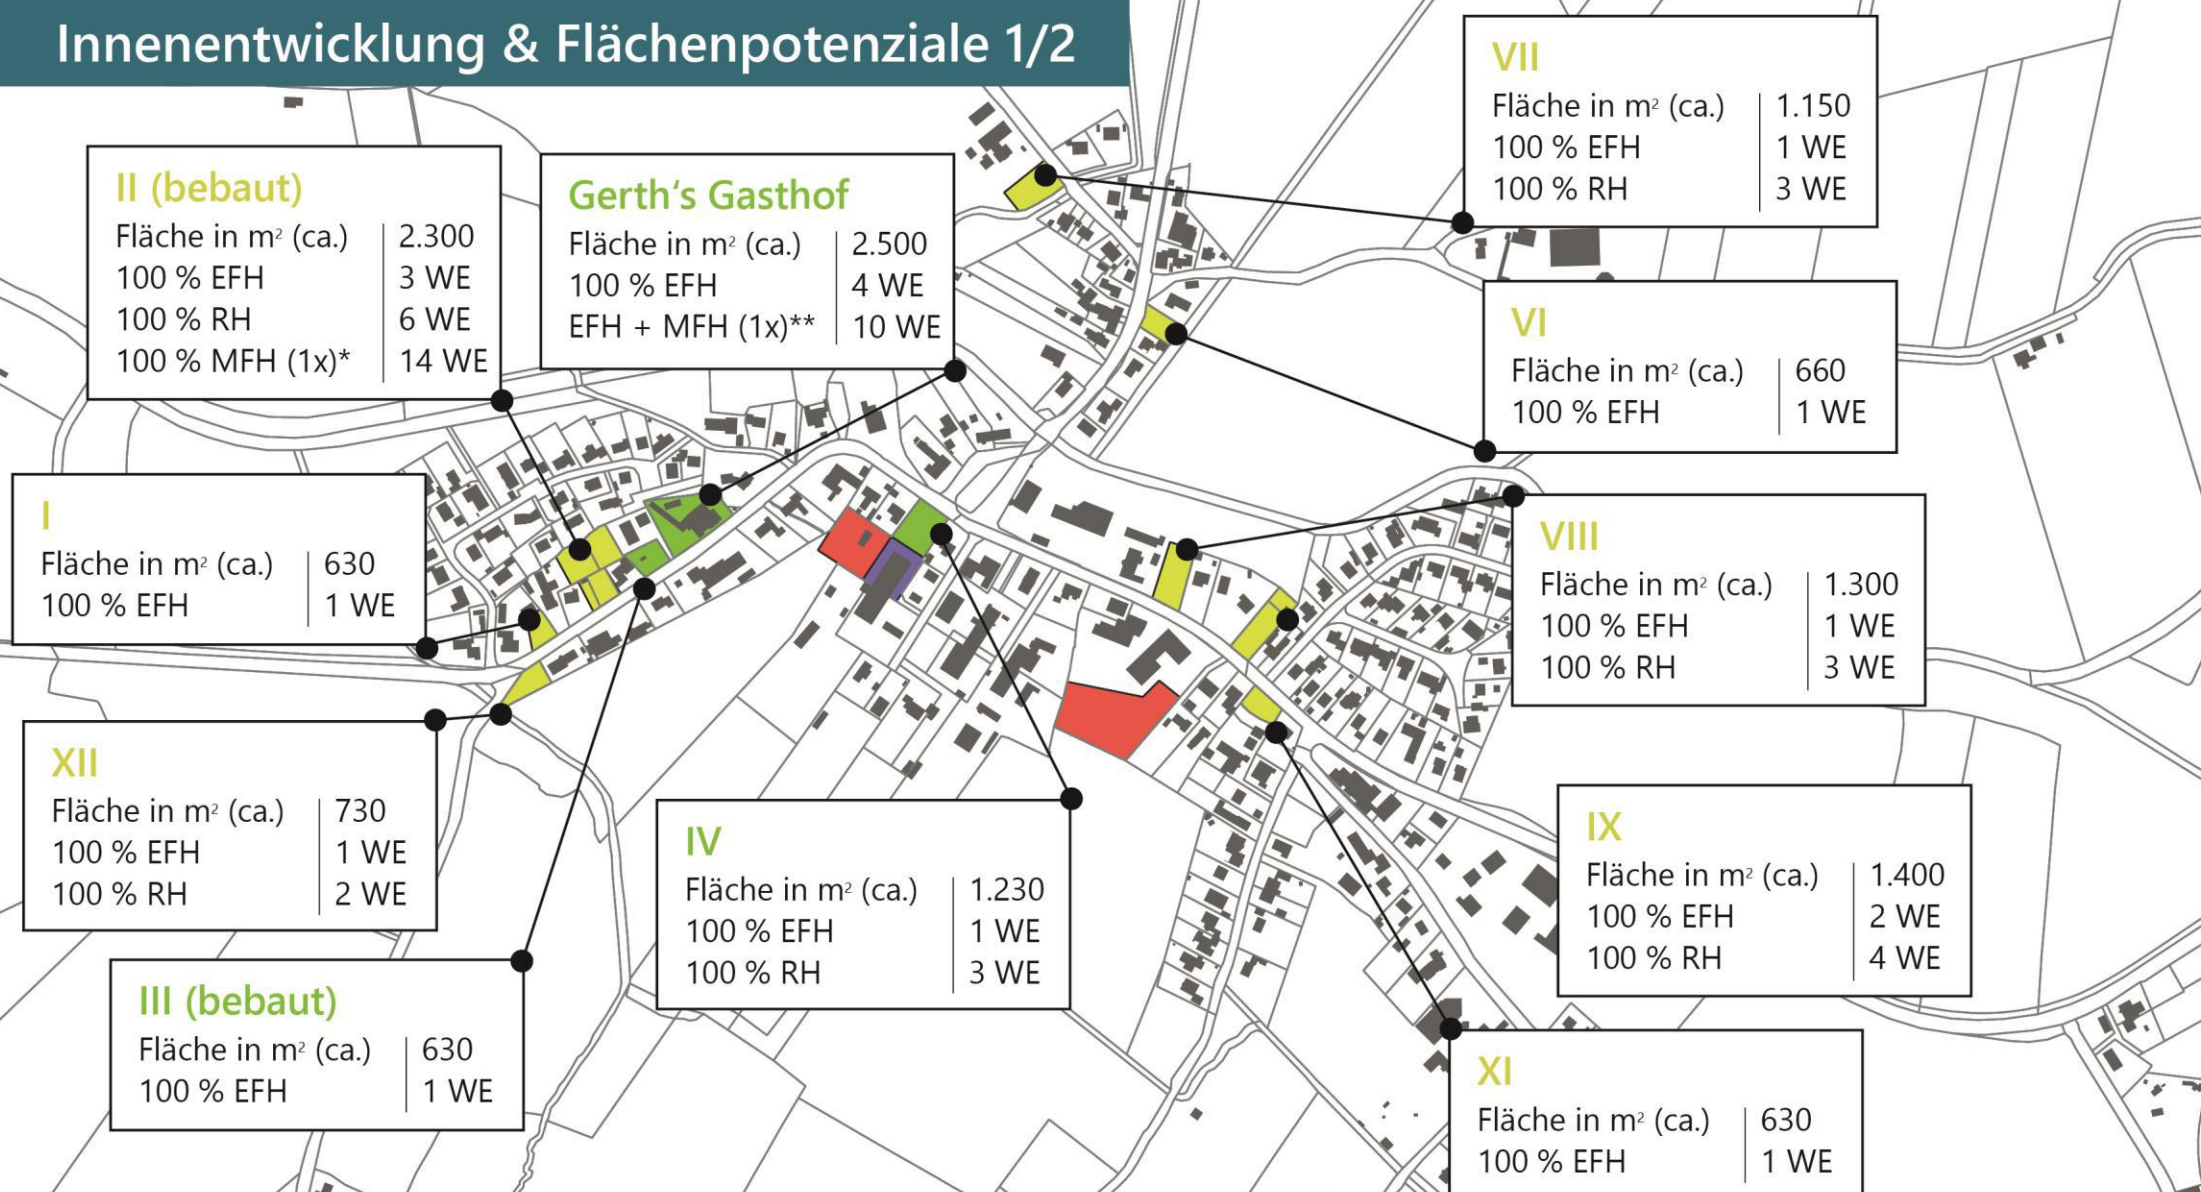 Innenentwicklung & Flächenpotenziale 1/2
II (bebaut)
Fläche in m² (ca.) 2.300
100 % EFH 3 WE
100 % RH 6 WE
100 % MFH (1x)* 14 WE
Gerth's Gasthof
Fläche in m² (ca.) 2.500
100 % EFH 4 WE
EFH + MFH (1x)** 10 WE
VII
Fläche in m² (ca.) 1.150
100 % EFH 1 WE
100 % RH 3 WE
VI
Fläche in m² (ca.) 660
100 % EFH 1 WE
I
Fläche in m² (ca.) 630
100 % EFH 1 WE
VIII
Fläche in m² (ca.) 1.300
100 % EFH 1 WE
100 % RH 3 WE
XII
Fläche in m² (ca.) 730
100 % EFH 1 WE
100 % RH 2 WE
IV
Fläche in m² (ca.) 1.230
100 % EFH 1 WE
100 % RH 3 WE
IX
Fläche in m² (ca.) 1.400
100 % EFH 2 WE
100 % RH 4 WE
III (bebaut)
Fläche in m² (ca.) 630
100 % EFH 1 WE
XI
Fläche in m² (ca.) 630
100 % EFH 1 WE